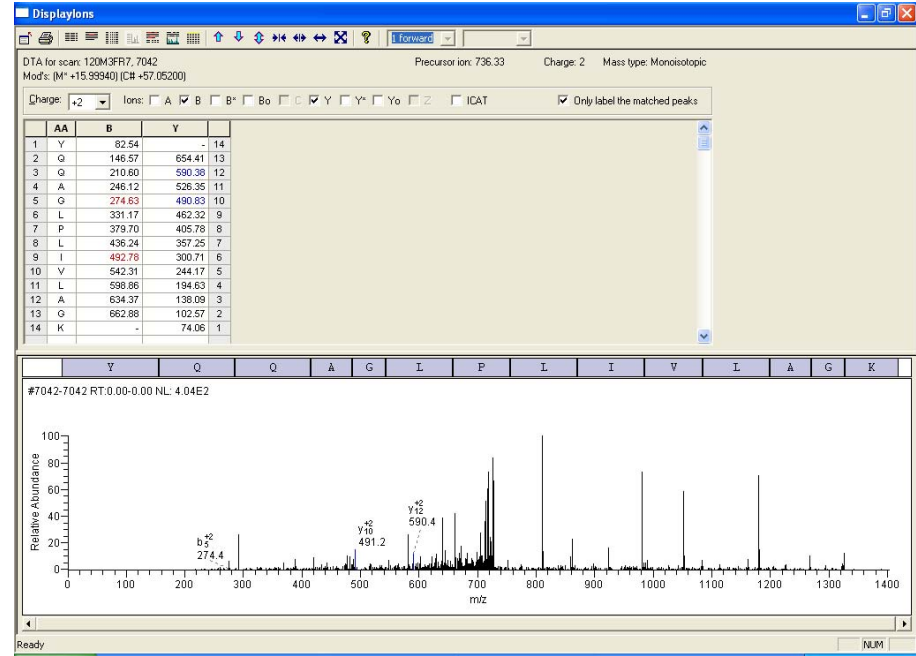 DisplayIons
1 forward
DTA for scan: 120M3FR7, 7042 Precursor ion: 736.33 Charge: 2 Mass type: Monoisotopic
Mod's: (M* +15.99940) (C# +57.05200)
Charge: +2 Ions: A B B* Bo C Y Y* Yo Z ICAT Only label the matched peaks
AA B Y
1 Y 82.54 - 14
2 Q 146.57 654.41 13
3 Q 210.60 590.38 12
4 A 246.12 526.35 11
5 G 274.63 490.83 10
6 L 331.17 462.32 9
7 P 379.70 405.78 8
8 L 436.24 357.25 7
9 I 492.78 300.71 6
10 V 542.31 244.17 5
11 L 598.86 194.63 4
12 A 634.37 138.09 3
13 G 662.88 102.57 2
14 K - 74.06 1
Y Q Q A G L P L I V L A G K
#7042-7042 RT:0.00-0.00 NL: 4.04E2
Relative Abundance
100
80
60
40
20
0
b5+2
274.4
y10+2
491.2
y12+2
590.4
0 100 200 300 400 500 600 700 800 900 1000 1100 1200 1300 1400
m/z
Ready NUM